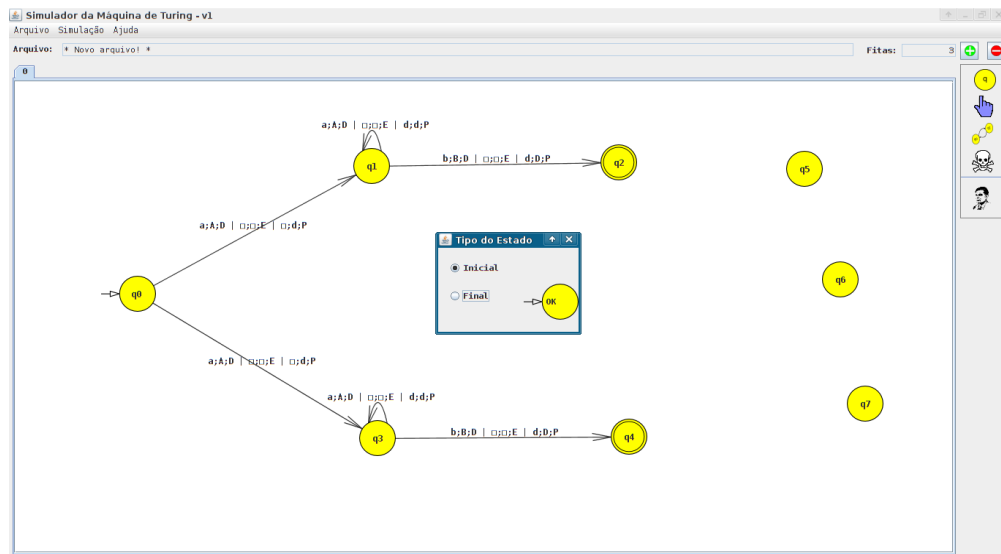 Simulador da Máquina de Turing - v1
Arquivo Simulação Ajuda
Arquivo: * Novo arquivo! * Fitas: 3
0
q
a;A;D | □;□;E | d;d;P
q1
b;B;D | □;□;E | d;D;P
q2
q5
a;A;D | □;□;E | □;d;P
Tipo do Estado
Inicial
Final
OK
q0
q6
a;A;D | □;□;E | □;d;P
a;A;D | □;□;E | d;d;P
q3
b;B;D | □;□;E | d;D;P
q4
q7